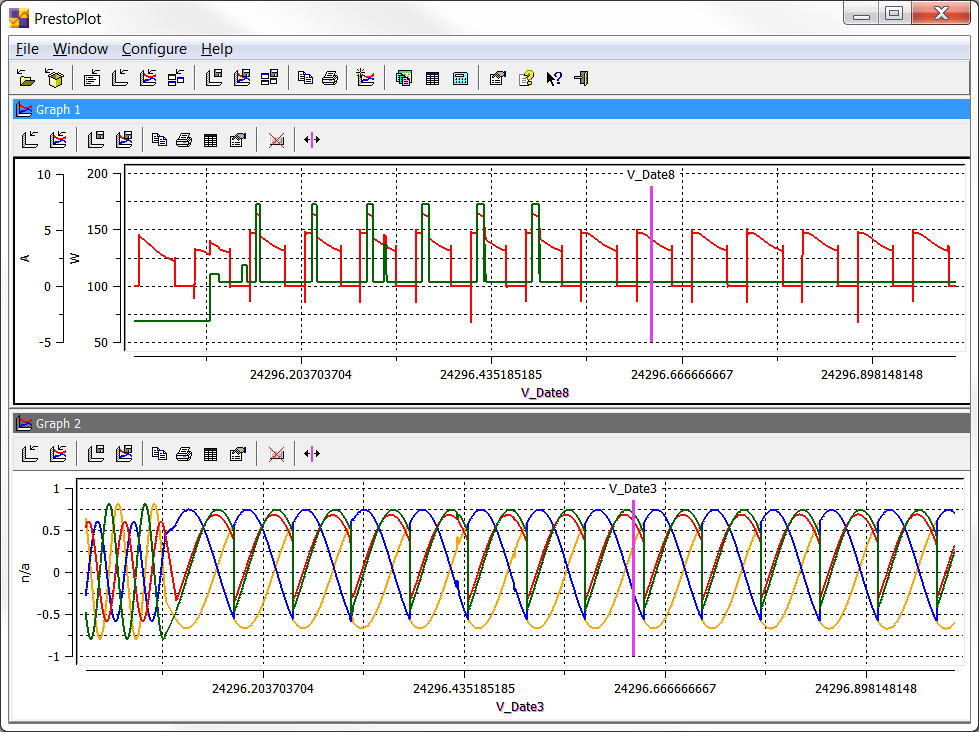 PrestoPlot
File Window Configure Help
Graph 1
V_Date8
10 200
5 150
0 100
-5 50
A
W
24296.203703704 24296.435185185 24296.666666667 24296.898148148
V_Date8
Graph 2
V_Date3
1
0.5
0
-0.5
-1
n/a
24296.203703704 24296.435185185 24296.666666667 24296.898148148
V_Date3